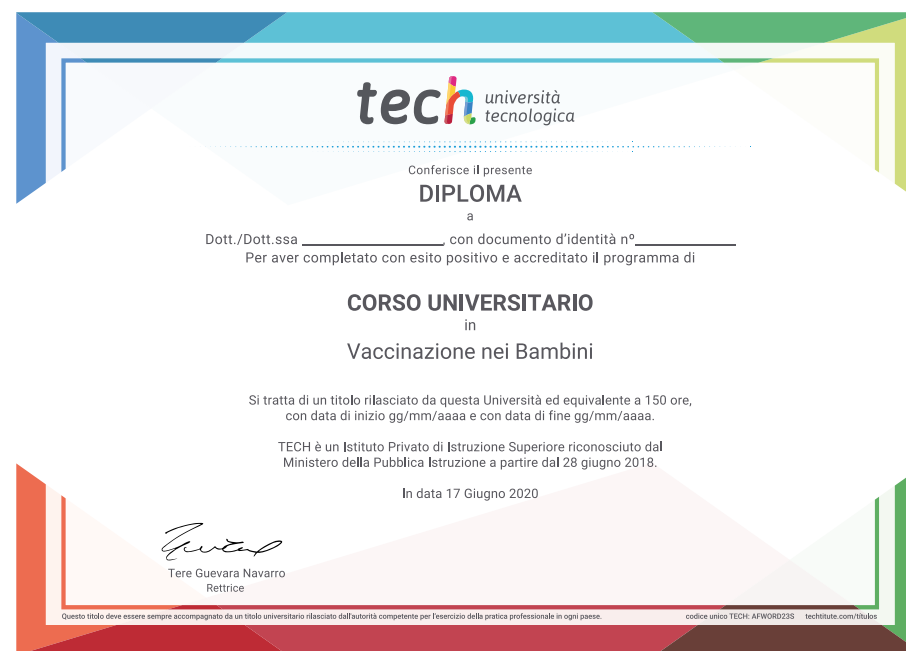 tech università
tecnologica
Conferisce il presente
DIPLOMA
a
Dott./Dott.ssa ____________________, con documento d'identità nº______________
Per aver completato con esito positivo e accreditato il programma di
CORSO UNIVERSITARIO
in
Vaccinazione nei Bambini
Si tratta di un titolo rilasciato da questa Università ed equivalente a 150 ore,
con data di inizio gg/mm/aaaa e con data di fine gg/mm/aaaa.
TECH è un Istituto Privato di Istruzione Superiore riconosciuto dal
Ministero della Pubblica Istruzione a partire dal 28 giugno 2018.
In data 17 Giugno 2020
Tere Guevara Navarro
Rettrice
Questo titolo deve essere sempre accompagnato da un titolo universitario rilasciato dall'autorità competente per l'esercizio della pratica professionale in ogni paese. codice unico TECH: AFWORD23S techtitute.com/titulos